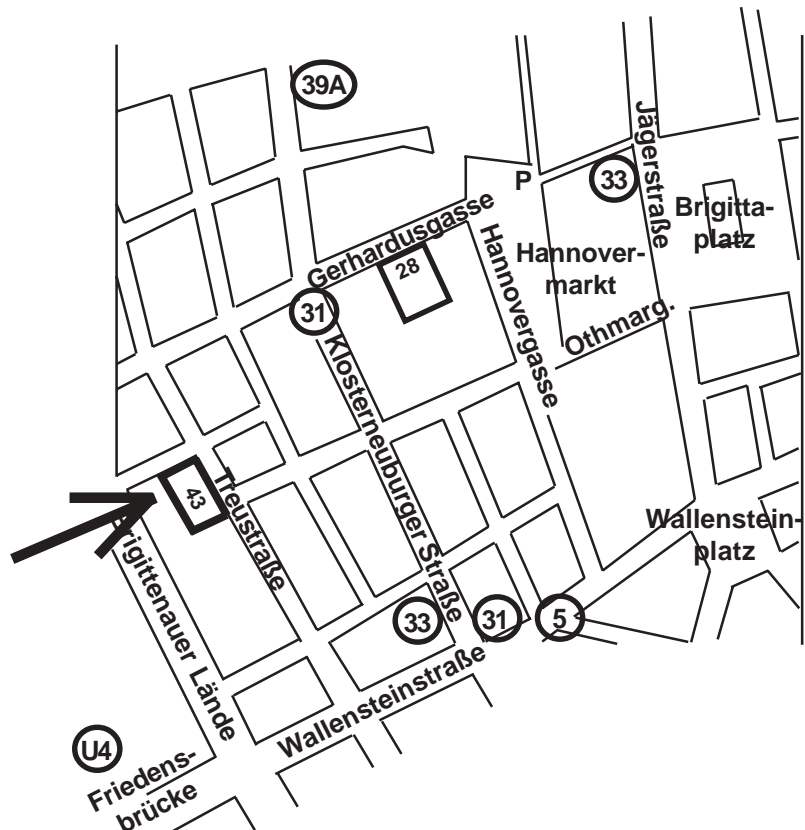 39A
P
33
Jägerstraße
Brigitta-
platz
Gerhardusgasse
28
Hannovergasse
Hannover-
markt
31
Othmarg.
Klosterneuburger Straße
43
Treustraße
Wallenstein-
platz
Brigittenauer Lände
33
31
5
Wallensteinstraße
U4
Friedens-
brücke